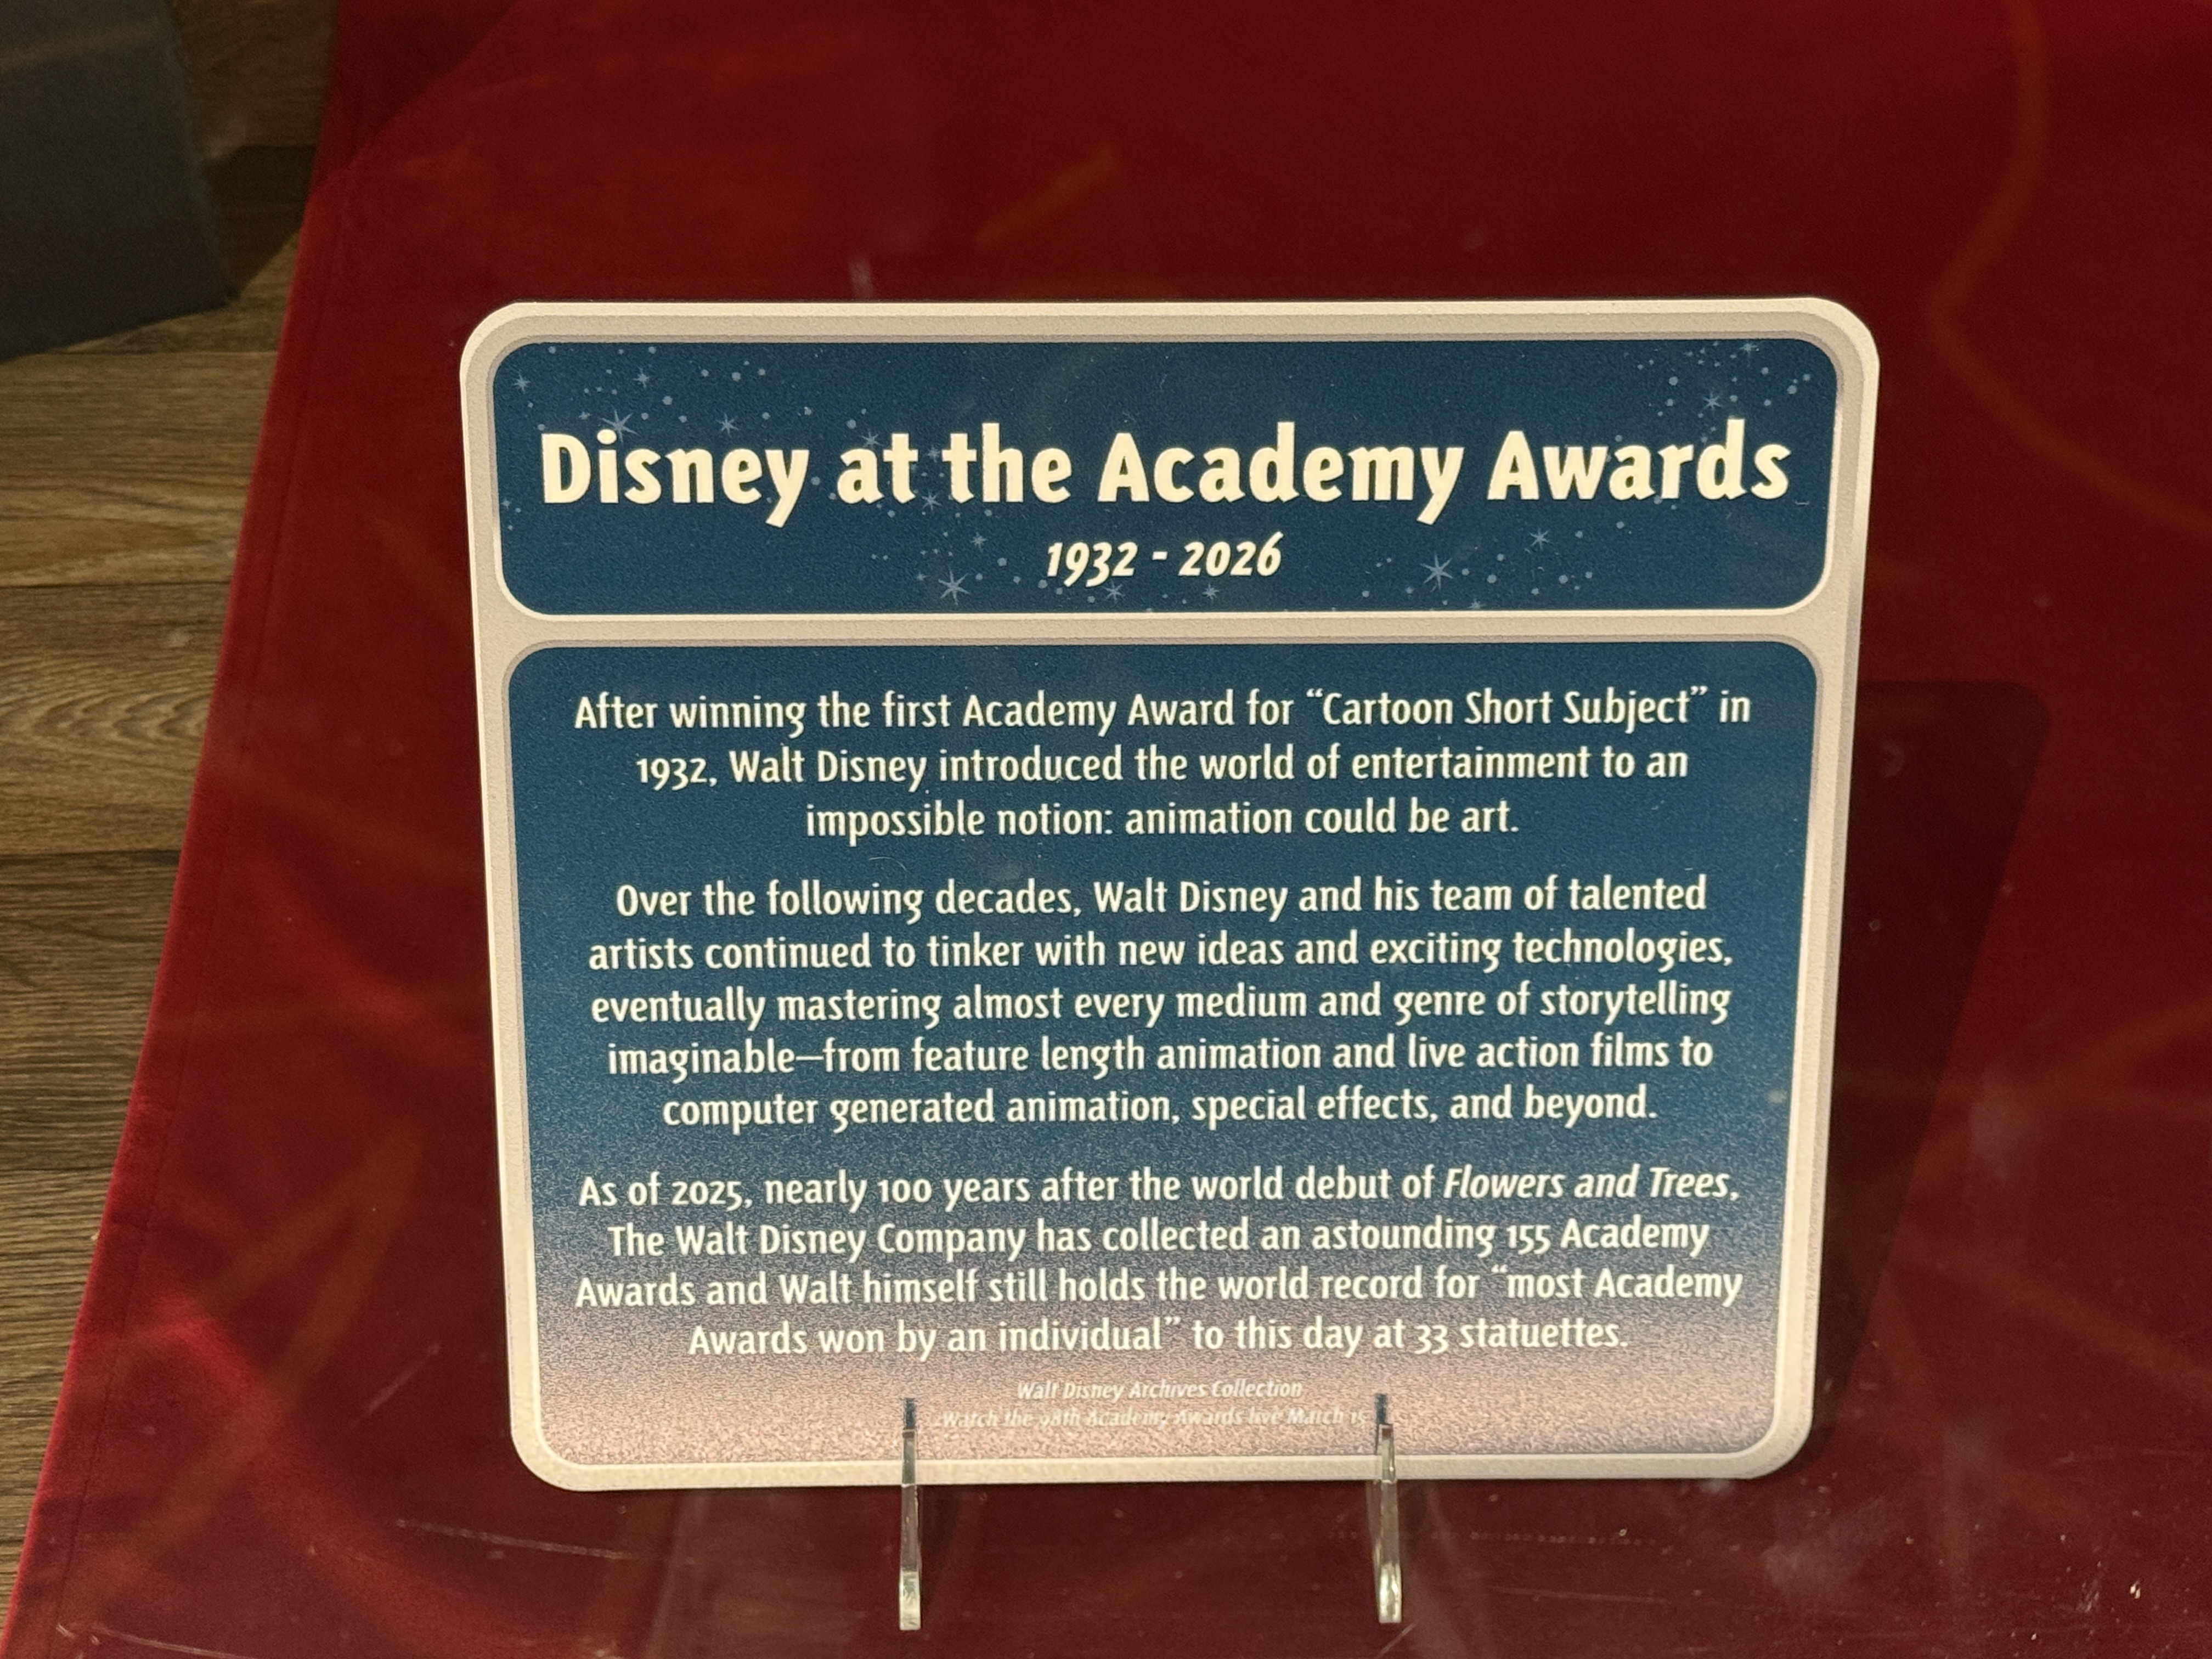 Disney at the Academy Awards
1932 - 2026
After winning the first Academy Award for “Cartoon Short Subject” in
1932, Walt Disney introduced the world of entertainment to an
impossible notion: animation could be art.
Over the following decades, Walt Disney and his team of talented
artists continued to tinker with new ideas and exciting technologies,
eventually mastering almost every medium and genre of storytelling
imaginable—from feature length animation and live action films to
computer generated animation, special effects, and beyond.
As of 2025, nearly 100 years after the world debut of Flowers and Trees,
The Walt Disney Company has collected an astounding 155 Academy
Awards and Walt himself still holds the world record for “most Academy
Awards won by an individual” to this day at 33 statuettes.
Walt Disney Archives Collection
Watch the 98th Academy Awards live March 15